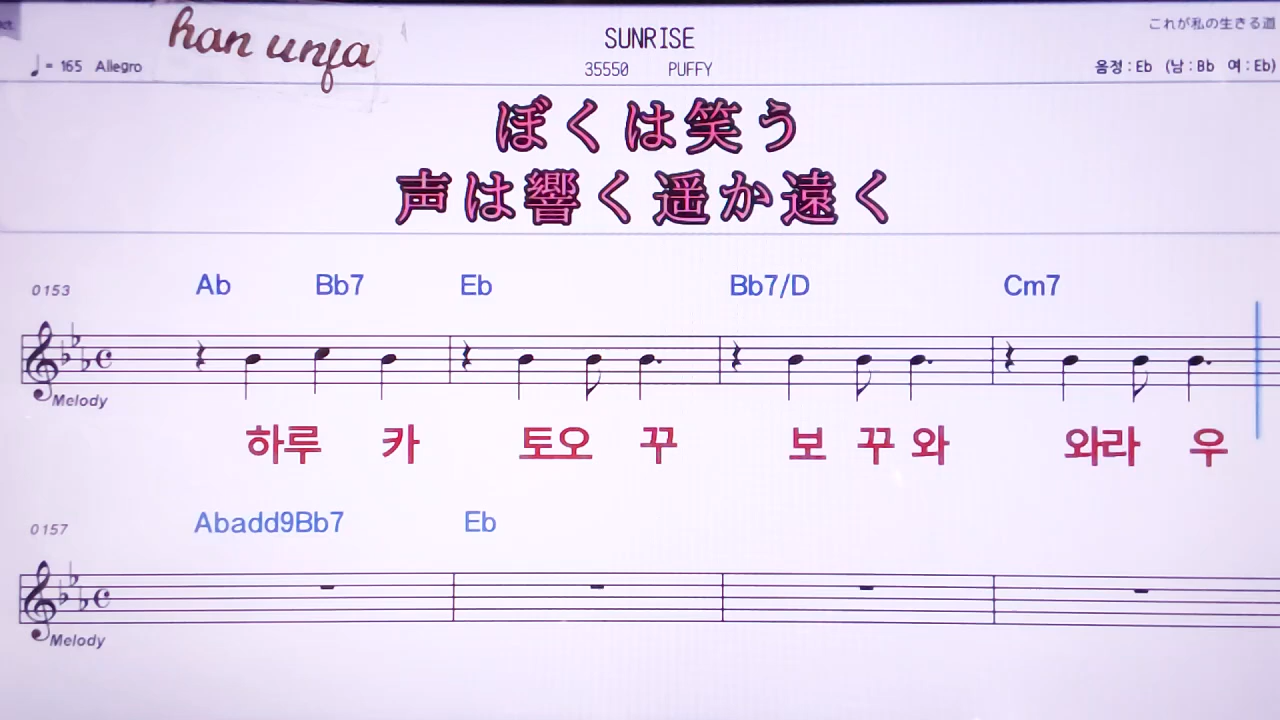 ct.
han unfa
SUNRISE
これが私の生きる道
♩= 165 Allegro
35550 PUFFY
음정 : Eb (남 : Bb 여 : Eb)
ぼくは笑う
声は響く遥か遠く
0153 Ab Bb7 Eb Bb7/D Cm7
Melody
하루 카 토오 꾸 보 꾸 와 와라 우
0157 Abadd9Bb7 Eb
Melody